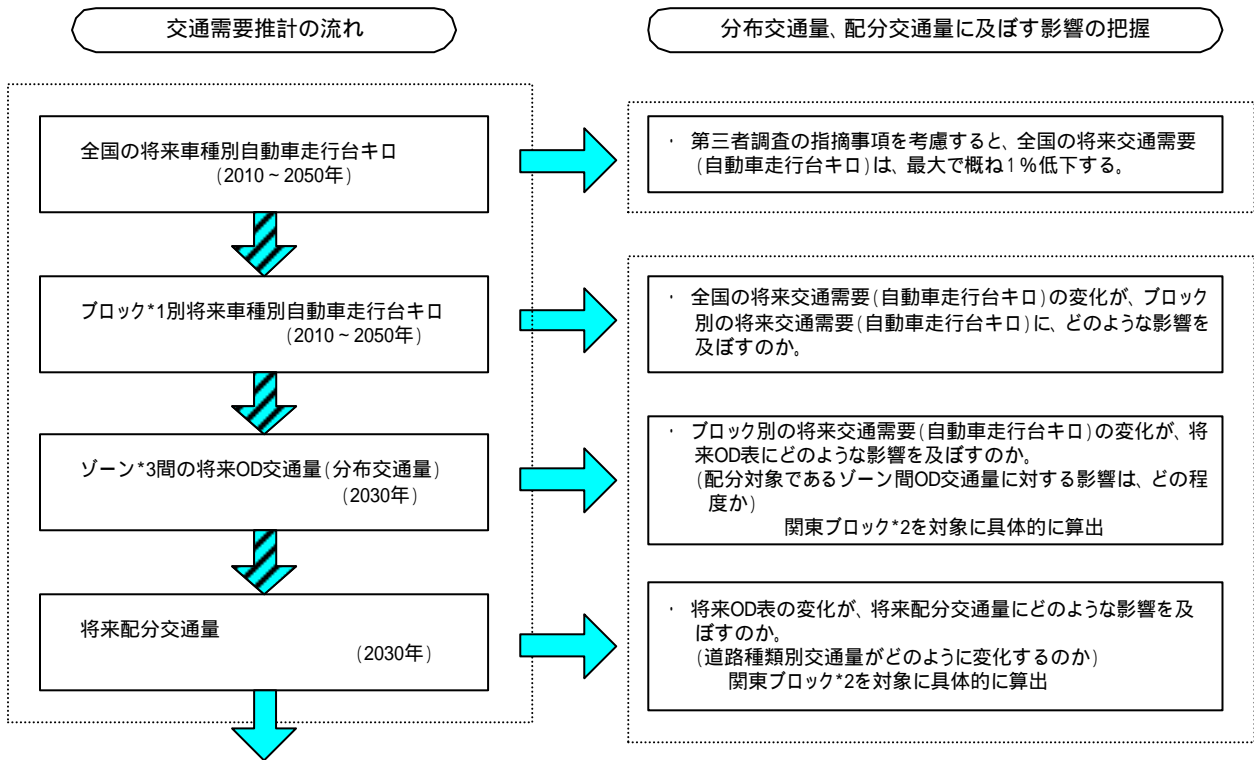 交通需要推計の流れ
分布交通量、配分交通量に及ぼす影響の把握
全国の将来車種別自動車走行台キロ
(2010~2050年)
・ 第三者調査の指摘事項を考慮すると、全国の将来交通需要
(自動車走行台キロ)は、最大で概ね1%低下する。
ブロック*1別将来車種別自動車走行台キロ
(2010~2050年)
・ 全国の将来交通需要(自動車走行台キロ)の変化が、ブロック
別の将来交通需要(自動車走行台キロ)に、どのような影響を
及ぼすのか。
ゾーン*3間の将来OD交通量(分布交通量)
(2030年)
・ ブロック別の将来交通需要(自動車走行台キロ)の変化が、将
来OD表にどのような影響を及ぼすのか。
(配分対象であるゾーン間OD交通量に対する影響は、どの程
度か)
関東ブロック*2を対象に具体的に算出
将来配分交通量
(2030年)
・ 将来OD表の変化が、将来配分交通量にどのような影響を及
ぼすのか。
(道路種類別交通量がどのように変化するのか)
関東ブロック*2を対象に具体的に算出